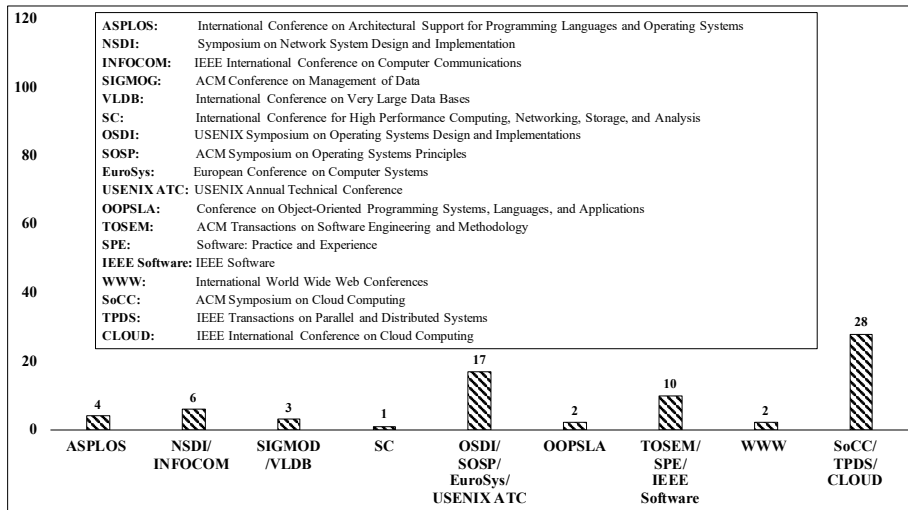 120
100
80
60
40
20
0
ASPLOS: International Conference on Architectural Support for Programming Languages and Operating Systems
NSDI: Symposium on Network System Design and Implementation
INFOCOM: IEEE International Conference on Computer Communications
SIGMOG: ACM Conference on Management of Data
VLDB: International Conference on Very Large Data Bases
SC: International Conference for High Performance Computing, Networking, Storage, and Analysis
OSDI: USENIX Symposium on Operating Systems Design and Implementations
SOSP: ACM Symposium on Operating Systems Principles
EuroSys: European Conference on Computer Systems
USENIX ATC: USENIX Annual Technical Conference
OOPSLA: Conference on Object-Oriented Programming Systems, Languages, and Applications
TOSEM: ACM Transactions on Software Engineering and Methodology
SPE: Software: Practice and Experience
IEEE Software: IEEE Software
WWW: International World Wide Web Conferences
SoCC: ACM Symposium on Cloud Computing
TPDS: IEEE Transactions on Parallel and Distributed Systems
CLOUD: IEEE International Conference on Cloud Computing
4
6
3
1
17
2
10
2
28
ASPLOS
NSDI/
INFOCOM
SIGMOD
/VLDB
SC
OSDI/
SOSP/
EuroSys/
USENIX ATC
OOPSLA
TOSEM/
SPE/
IEEE
Software
WWW
SoCC/
TPDS/
CLOUD